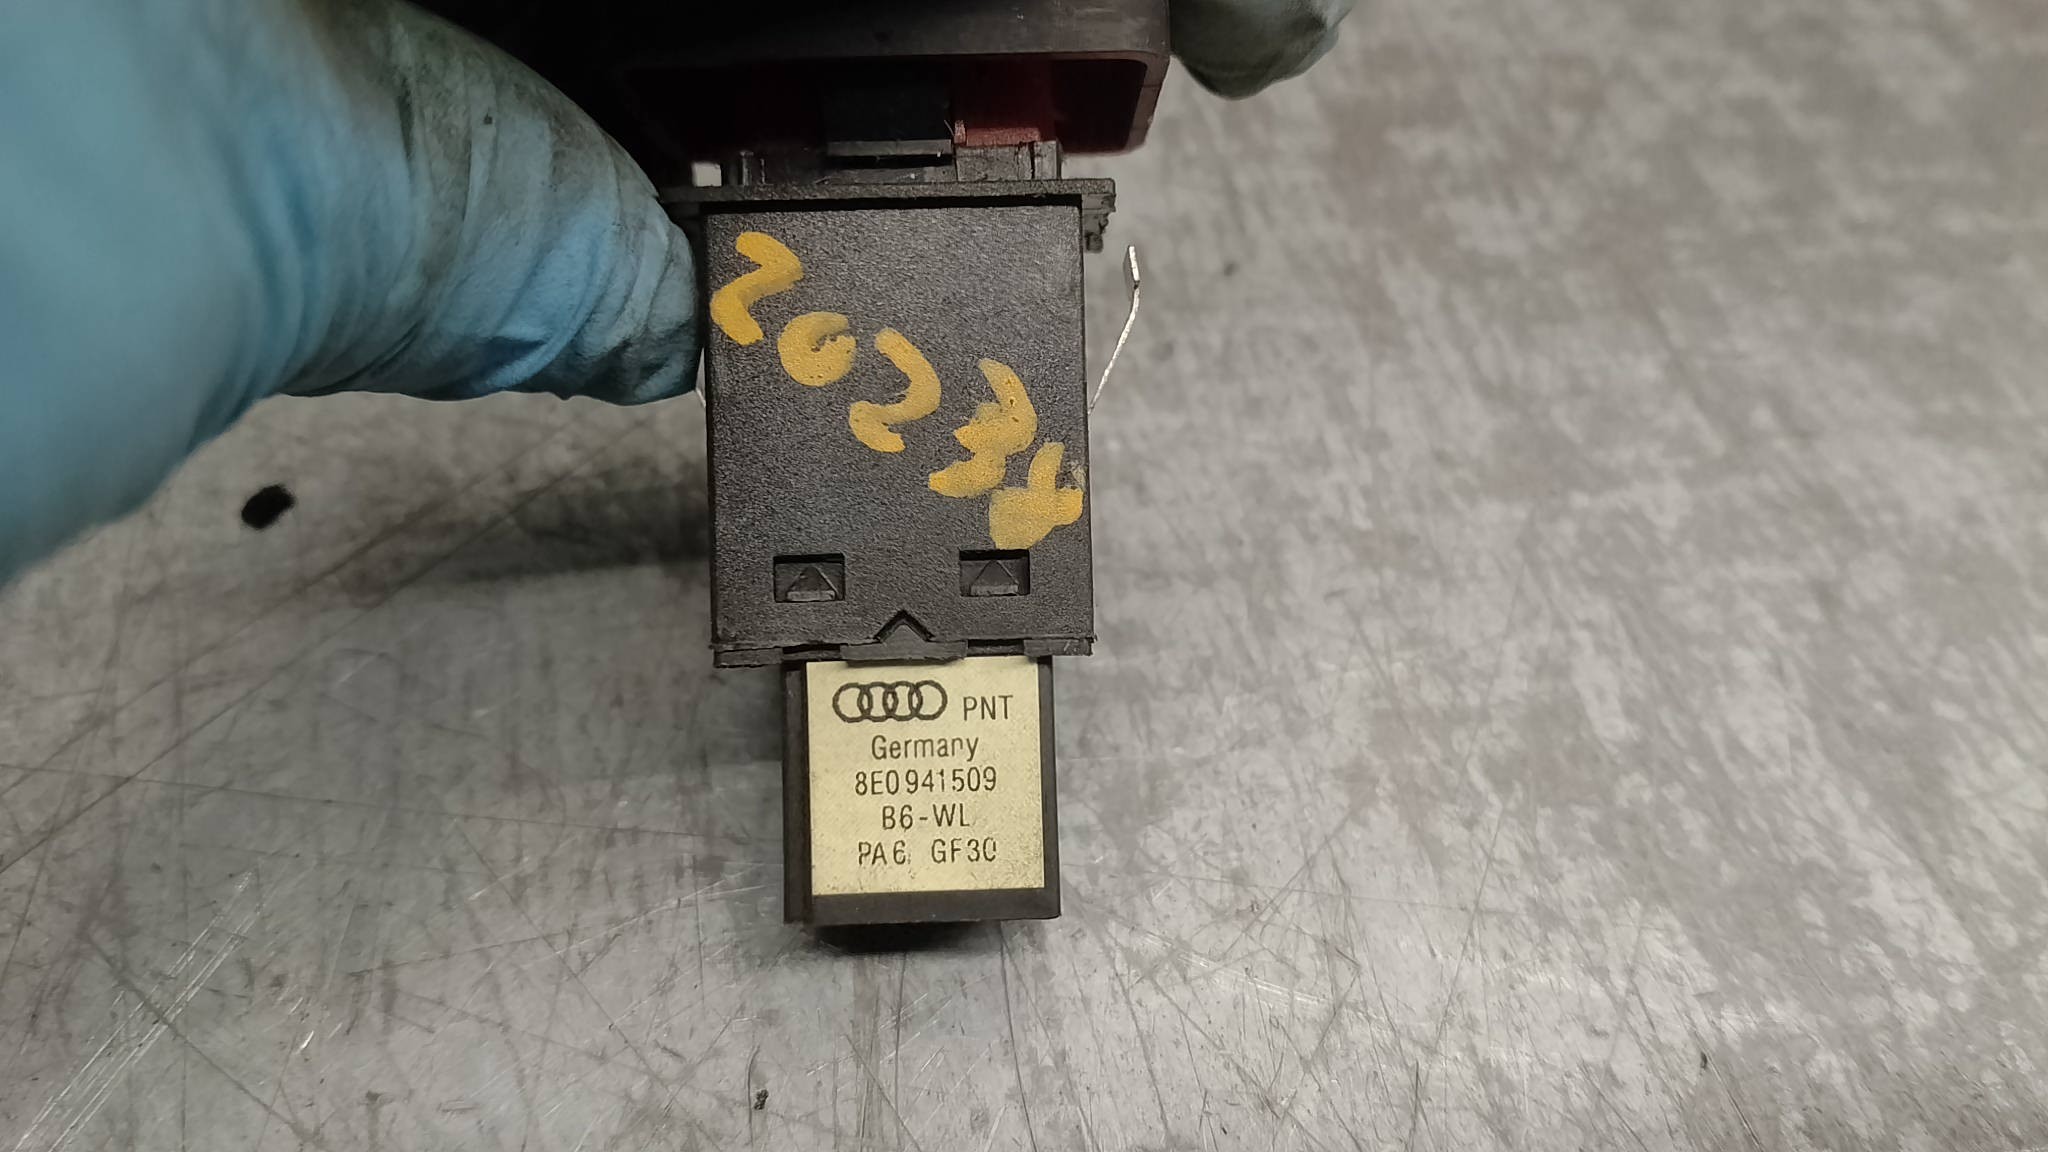 20234
PNT
Germany
8E0941509
B6-WL
PA6 GF30